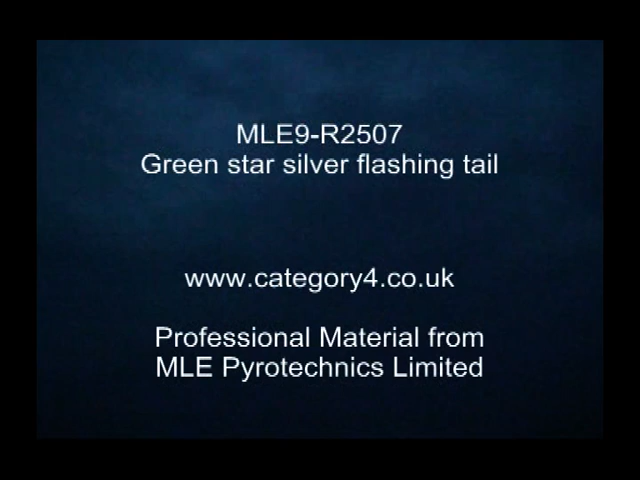 MLE9-R2507
Green star silver flashing tail
www.category4.co.uk
Professional Material from
MLE Pyrotechnics Limited